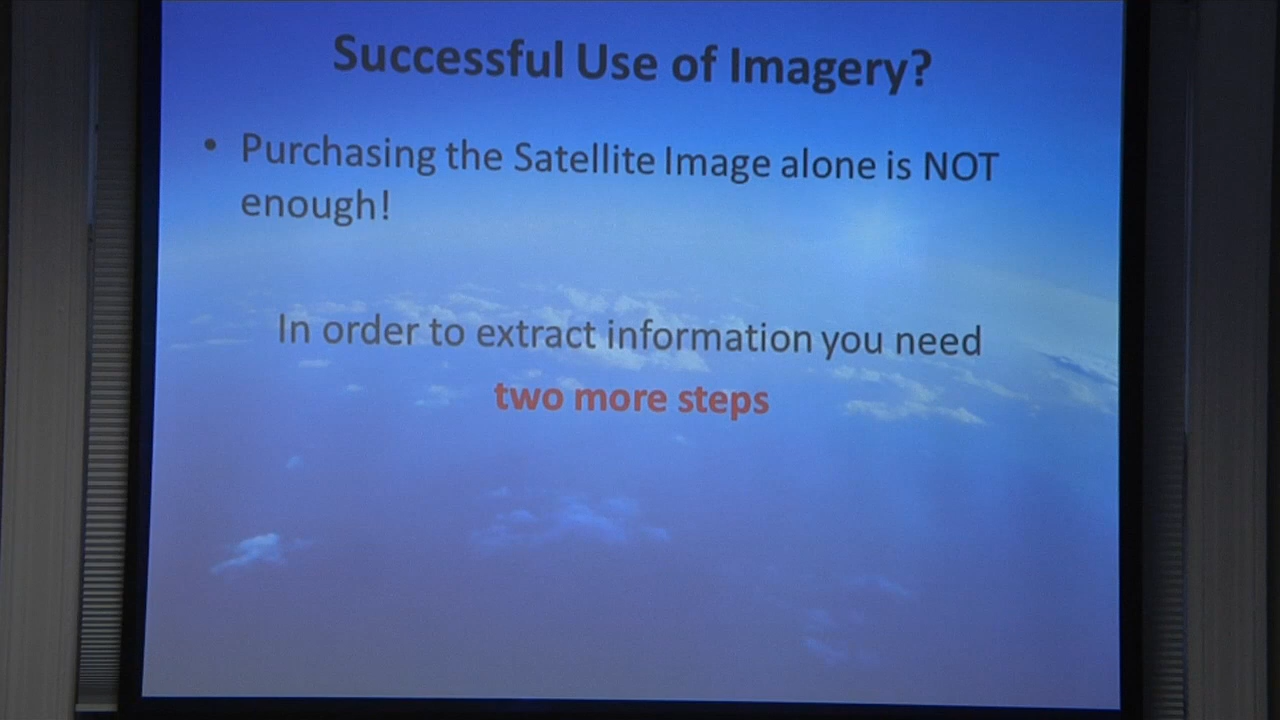 Successful Use of Imagery?
• Purchasing the Satellite Image alone is NOT
enough!
In order to extract information you need
two more steps